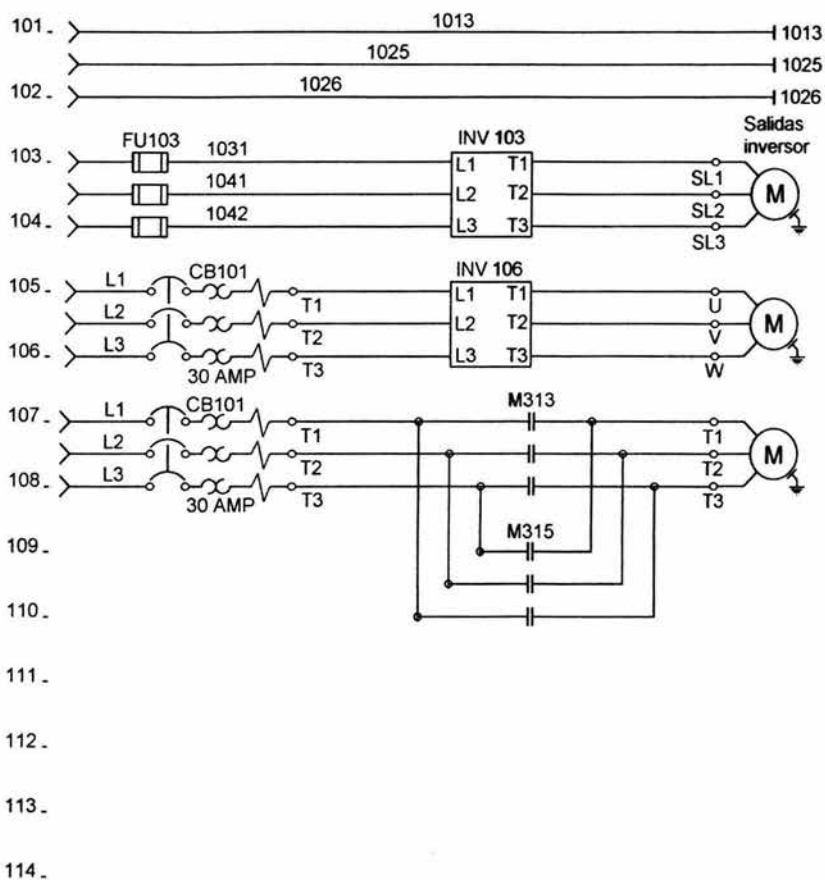 101 - 1013 1013
1025 1025
102 - 1026 1026
Salidas
inversor
FU103 INV 103
103 - 1031 L1 T1 SL1
1041 L2 T2 SL2 M
104 - 1042 L3 T3 SL3
CB101 INV 106
105 - L1 T1 L1 T1 U
L2 T2 L2 T2 V M
106 - L3 T3 L3 T3 W
30 AMP
CB101 M313
107 - L1 T1 T1
L2 T2 T2 M
108 - L3 T3 T3
30 AMP
109 - M315
110 -
111 -
112 -
113 -
114 -